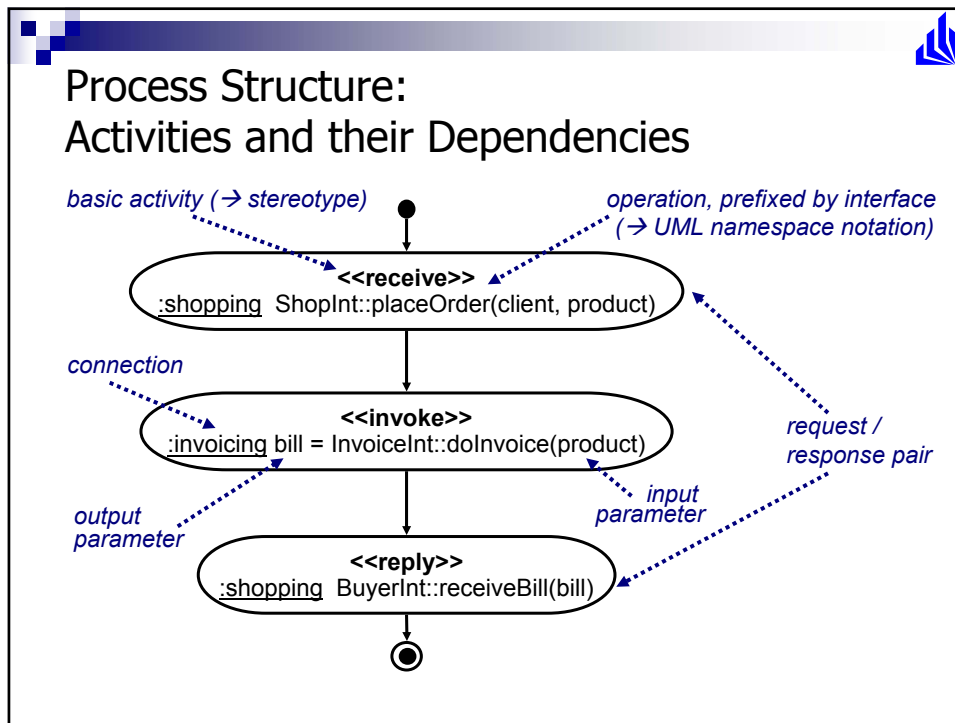 Process Structure:
Activities and their Dependencies
basic activity (→ stereotype)
operation, prefixed by interface
(→ UML namespace notation)
<<receive>>
:shopping ShopInt::placeOrder(client, product)
connection
<<invoke>>
:invoicing bill = InvoiceInt::doInvoice(product)
request /
response pair
output
parameter
input
parameter
<<reply>>
:shopping BuyerInt::receiveBill(bill)